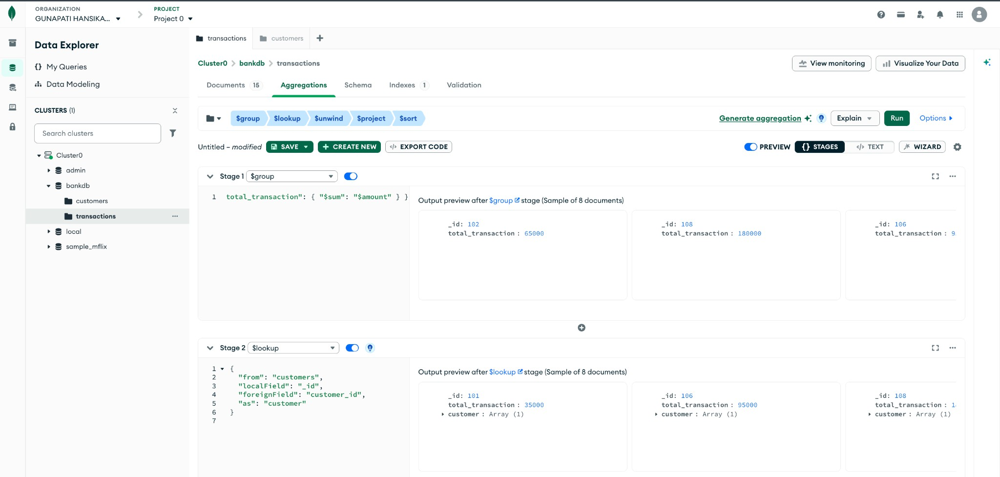 ORGANIZATION
GUNAPATI HANSIKA...
PROJECT
Project 0
Data Explorer
My Queries
Data Modeling
CLUSTERS (1)
Search clusters
Cluster0
admin
bankdb
customers
transactions
local
sample_mflix
transactions
customers
Cluster0 > bankdb > transactions
View monitoring
Visualize Your Data
Documents 15
Aggregations
Schema
Indexes 1
Validation
$group
$lookup
$unwind
$project
$sort
Generate aggregation
Explain
Run
Options
Untitled – modified
SAVE
CREATE NEW
</> EXPORT CODE
PREVIEW
{} STAGES
</> TEXT
WIZARD
Stage 1 $group
1 total_transaction": { "$sum": "$amount" } }
Output preview after $group stage (Sample of 8 documents)
_id: 102
total_transaction : 65000
_id: 108
total_transaction : 180000
_id: 106
total_transaction : 9
Stage 2 $lookup
1 {
2 "from": "customers",
3 "localField": "_id",
4 "foreignField": "customer_id",
5 "as": "customer"
6 }
7
Output preview after $lookup stage (Sample of 8 documents)
_id: 101
total_transaction : 35000
customer : Array (1)
_id: 106
total_transaction : 95000
customer : Array (1)
_id: 108
total_transaction : 1
customer : Array (1)